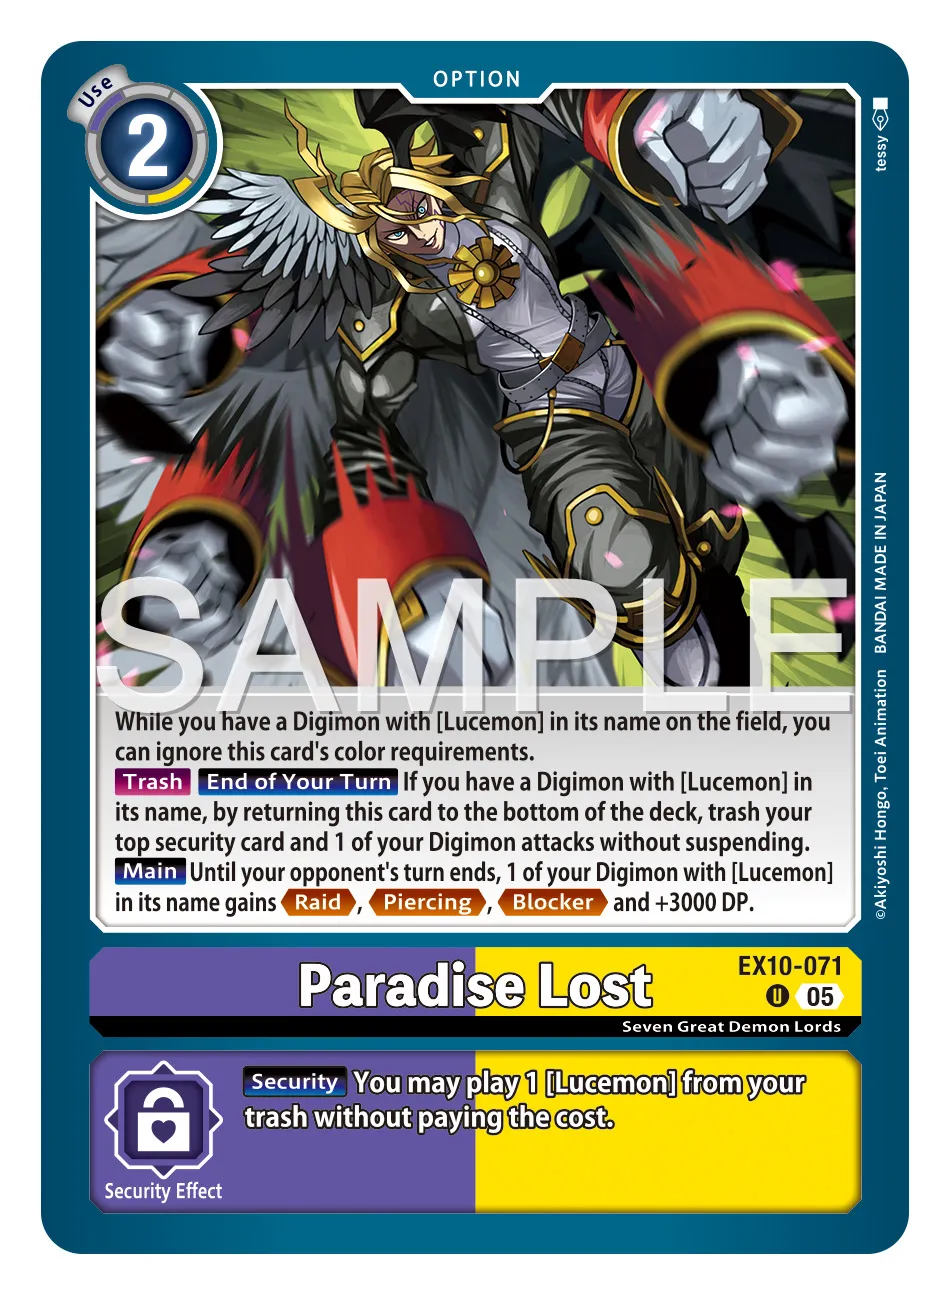 OPTION
Use
2
tessy
SAMPLE
While you have a Digimon with [Lucemon] in its name on the field, you
can ignore this card's color requirements.
Trash End of Your Turn If you have a Digimon with [Lucemon] in
its name, by returning this card to the bottom of the deck, trash your
top security card and 1 of your Digimon attacks without suspending.
Main Until your opponent's turn ends, 1 of your Digimon with [Lucemon]
in its name gains Raid , Piercing , Blocker and +3000 DP.
©Akiyoshi Hongo, Toei Animation BANDAI MADE IN JAPAN
Paradise Lost
EX10-071
U 05
Seven Great Demon Lords
Security You may play 1 [Lucemon] from your
trash without paying the cost.
Security Effect